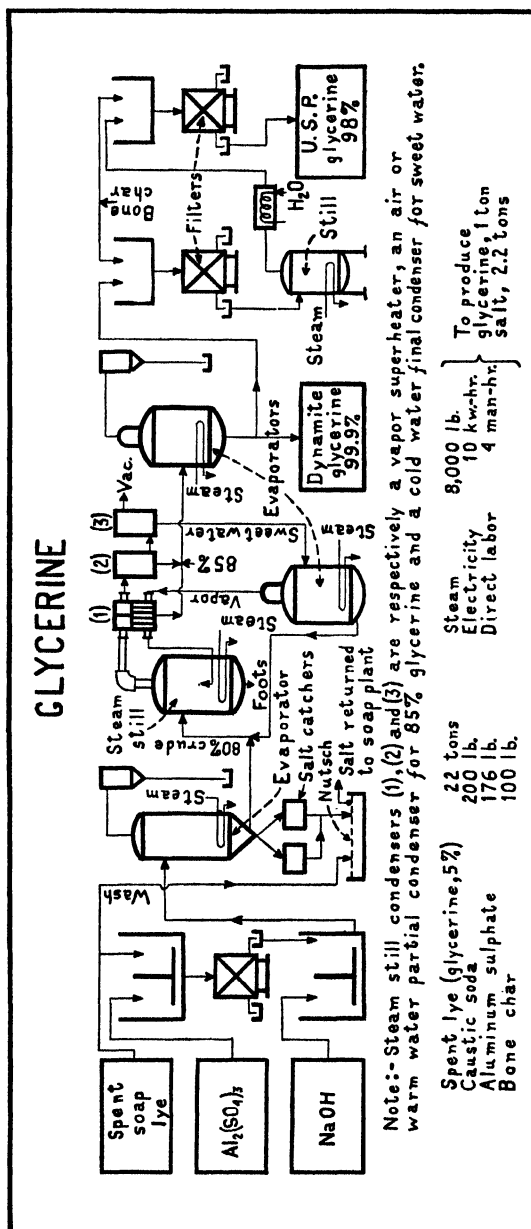 GLYCERINE
Spent
soap
lye
Al₂(SO₄)₃
NaOH
Wash
Steam
Evaporator
Salt catchers
Nutsch
Salt returned
to soap plant
Steam
still
80% crude
Foots
Steam
Vapor
(1)
(2)
(3)
Vac.
85%
Sweet water
Steam
Evaporators
Steam
Dynamite
glycerine
99.9%
Bone
char
Filters
Steam
Still
H₂O
U.S.P.
glycerine
98%
Note:- Steam still condensers (1), (2) and (3) are respectively a vapor superheater, an air or
warm water partial condenser for 85% glycerine and a cold water final condenser for sweet water.
Spent lye (glycerine, 5%) 22 tons
Caustic soda 200 lb.
Aluminum sulphate 176 lb.
Bone char 100 lb.
Steam 8,000 lb.
Electricity 10 kw.-hr.
Direct labor 4 man-hr.
To produce
glycerine, 1 ton
salt, 2.2 tons